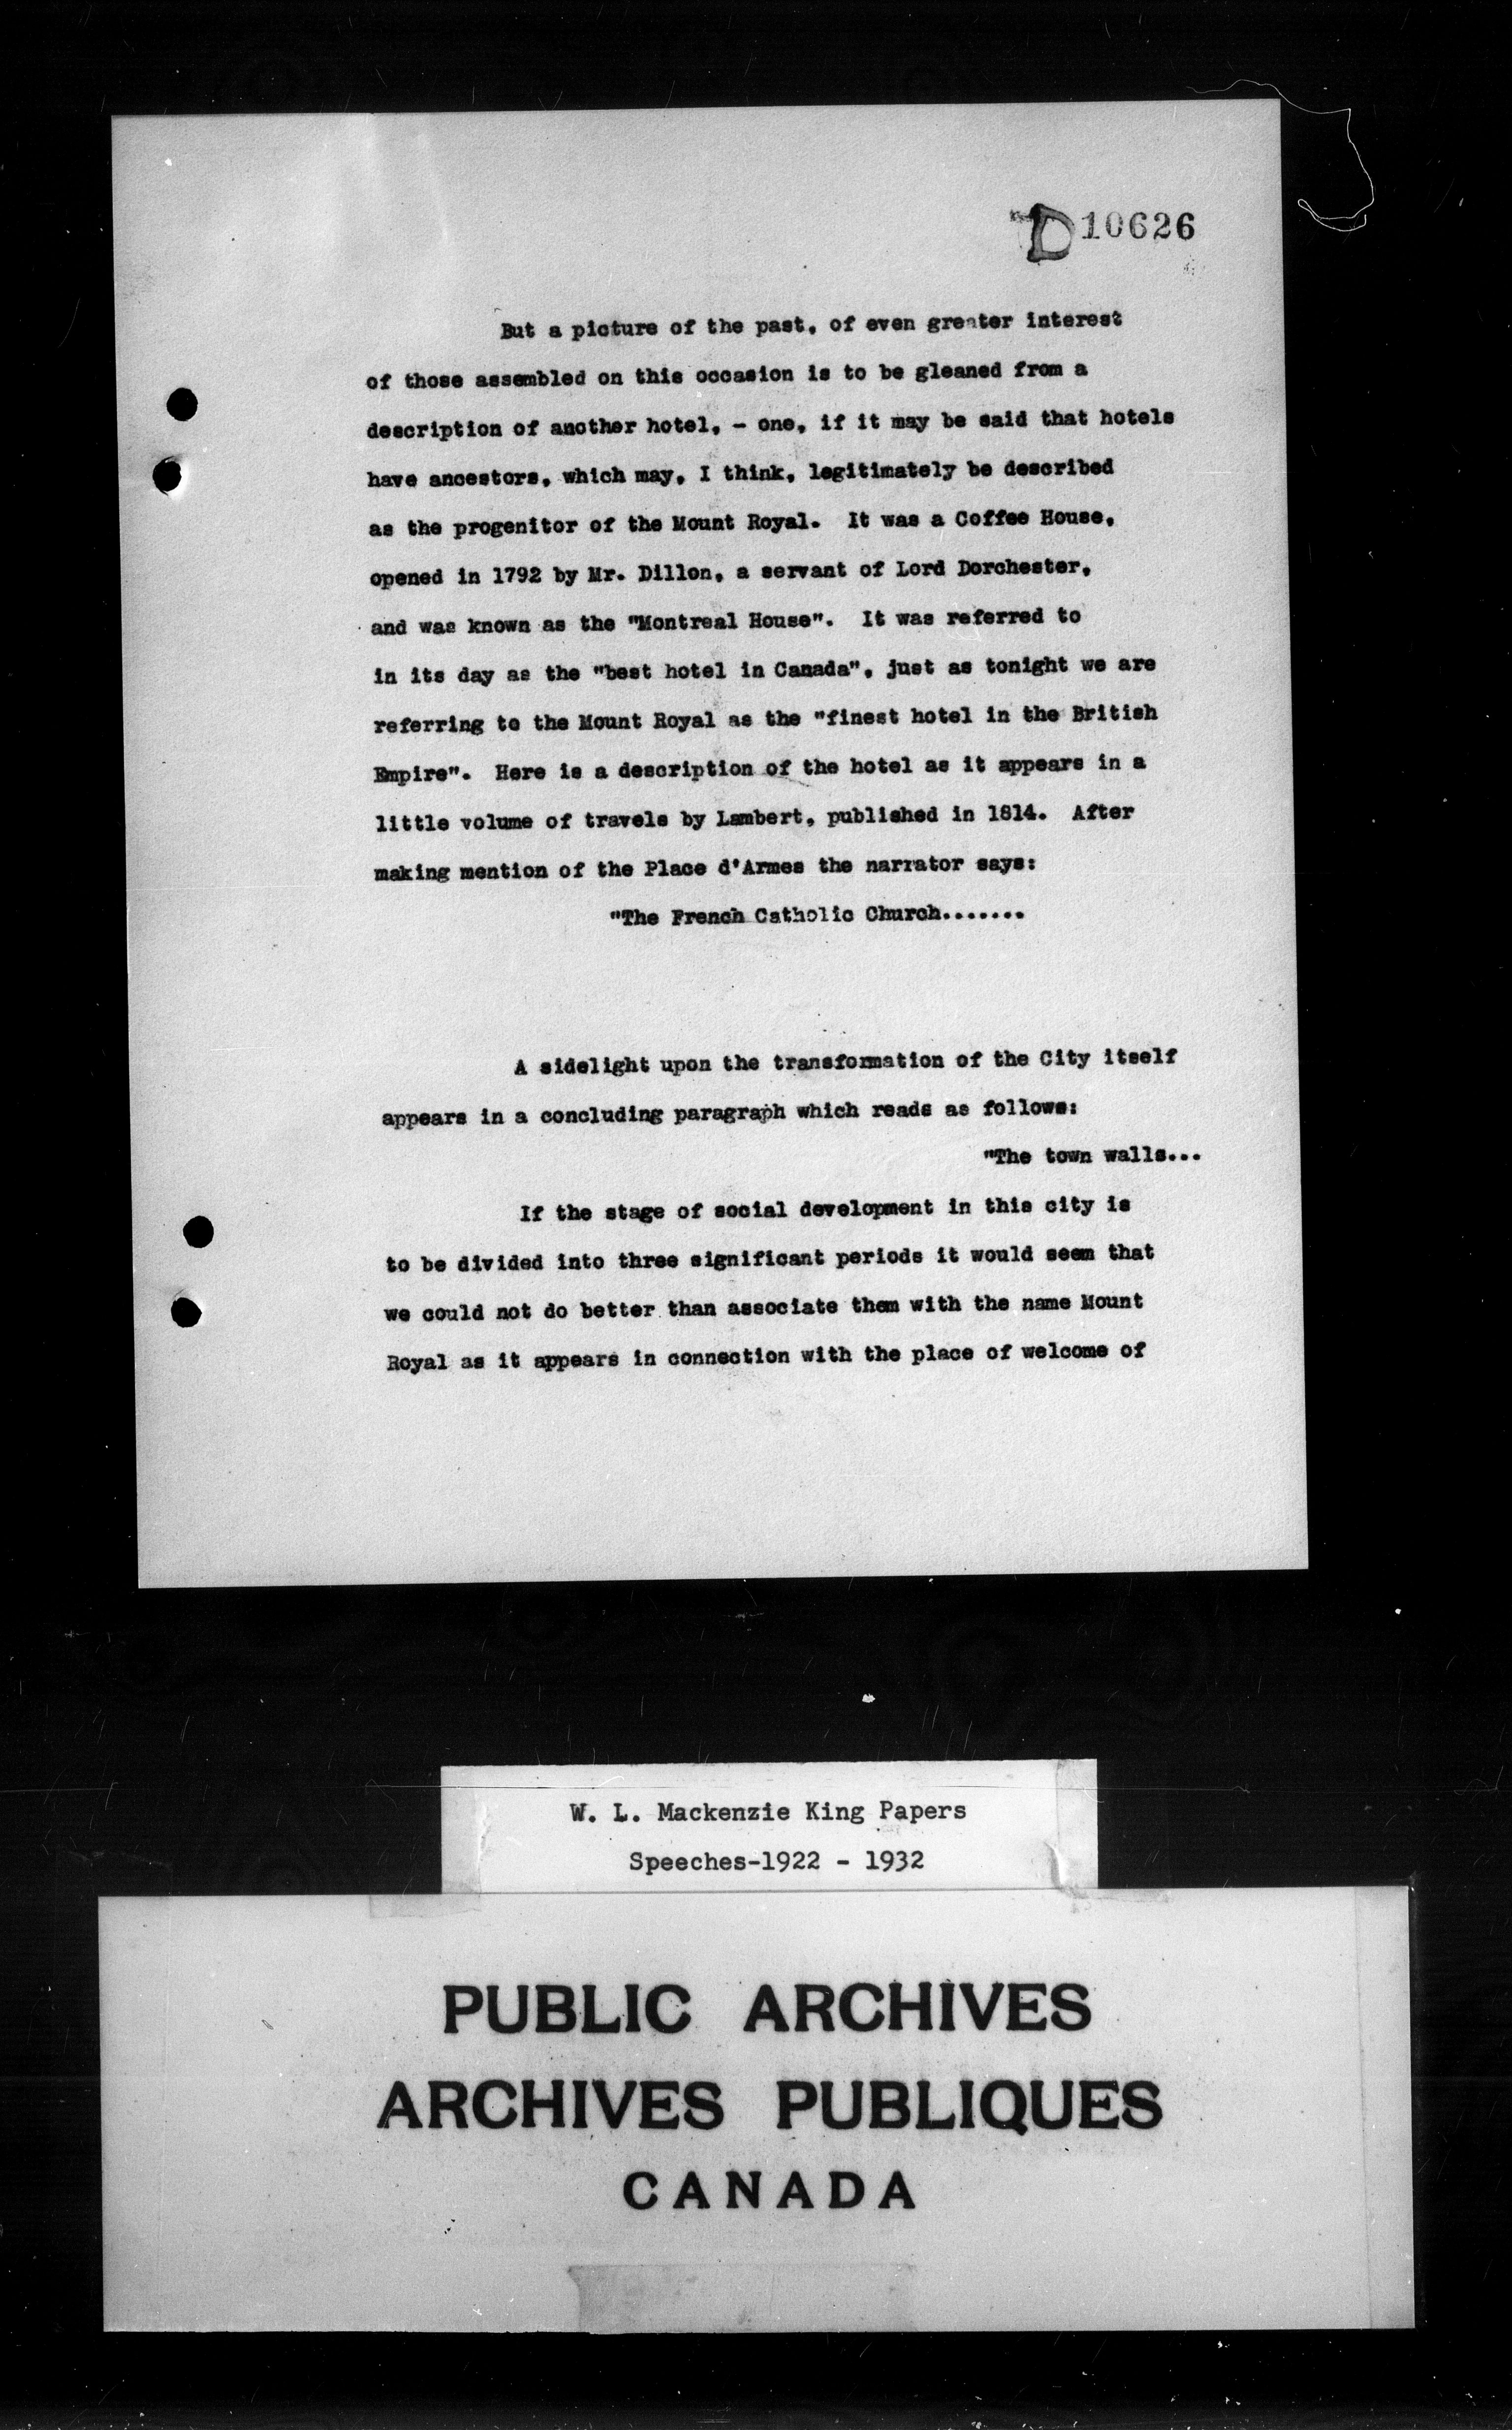 D 10626
But a picture of the past, of even greater interest
of those assembled on this occasion is to be gleaned from a
description of another hotel, - one, if it may be said that hotels
have ancestors, which may, I think, legitimately be described
as the progenitor of the Mount Royal. It was a Coffee House,
opened in 1792 by Mr. Dillon, a servant of Lord Dorchester,
and was known as the "Montreal House". It was referred to
in its day as the "best hotel in Canada", just as tonight we are
referring to the Mount Royal as the "finest hotel in the British
Empire". Here is a description of the hotel as it appears in a
little volume of travels by Lambert, published in 1814. After
making mention of the Place d'Armes the narrator says:
"The French Catholic Church.......
A sidelight upon the transformation of the City itself
appears in a concluding paragraph which reads as follows:
"The town walls...
If the stage of social development in this city is
to be divided into three significant periods it would seem that
we could not do better than associate them with the name Mount
Royal as it appears in connection with the place of welcome of
W. L. Mackenzie King Papers
Speeches-1922 - 1932
PUBLIC ARCHIVES
ARCHIVES PUBLIQUES
CANADA